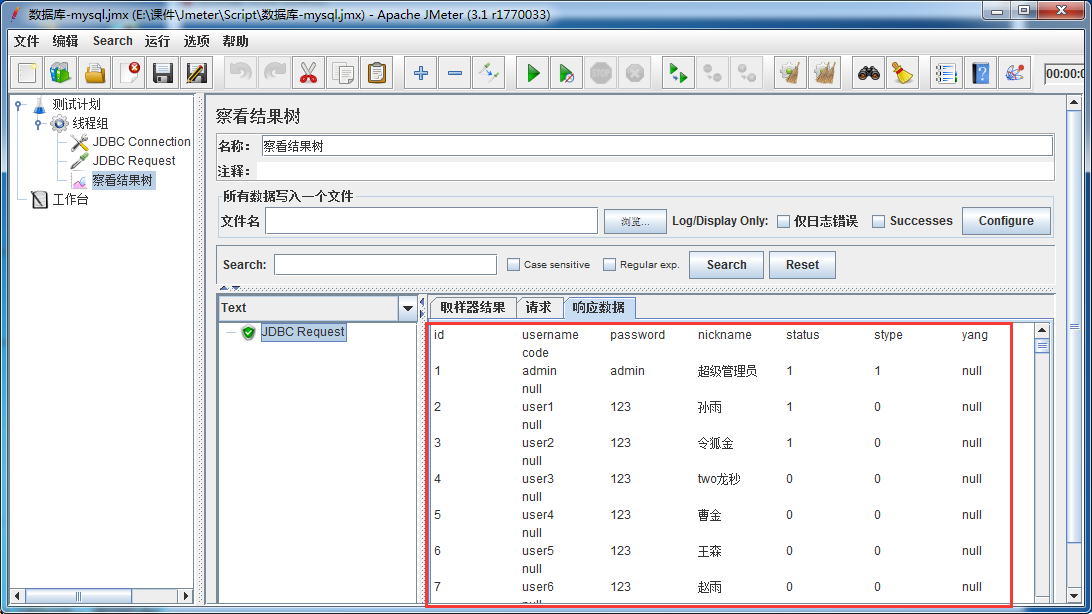 数据库-mysql.jmx (E:\课件\Jmeter\Script\数据库-mysql.jmx) - Apache JMeter (3.1 r1770033)
文件 编辑 Search 运行 选项 帮助
STOP
00:00:0
测试计划
线程组
JDBC Connection
JDBC Request
察看结果树
工作台
察看结果树
名称: 察看结果树
注释:
所有数据写入一个文件
文件名 浏览... Log/Display Only: 仅日志错误 Successes Configure
Search: Case sensitive Regular exp. Search Reset
Text
JDBC Request
取样器结果 请求 响应数据
id username password nickname status stype yang
code
1 admin admin 超级管理员 1 1 null
null
2 user1 123 孙雨 1 0 null
null
3 user2 123 令狐金 1 0 null
null
4 user3 123 two龙秒 0 0 null
null
5 user4 123 曹金 0 0 null
null
6 user5 123 王森 0 0 null
null
7 user6 123 赵雨 0 0 null
null